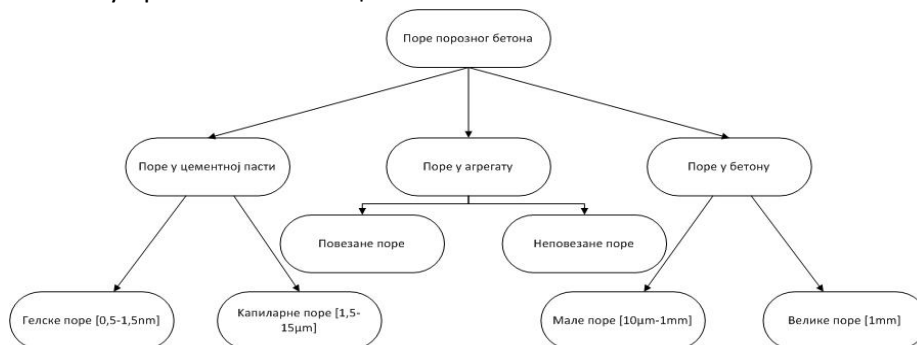 Поре порозног бетона
Поре у цементној пасти
Поре у агрегату
Поре у бетону
Повезане поре
Неповезане поре
Гелске поре [0,5-1,5nm]
Капиларне поре [1,5-
15μm]
Мале поре [10μm-1mm]
Велике поре [1mm]